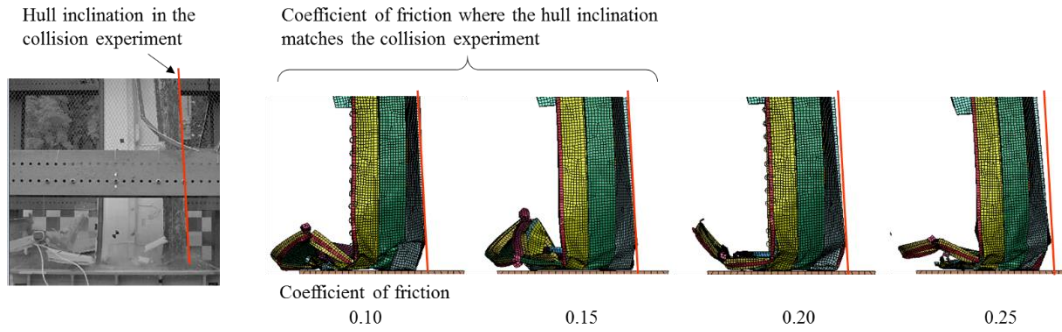 Hull inclination in the
collision experiment
Coefficient of friction where the hull inclination
matches the collision experiment
Coefficient of friction
0.10
0.15
0.20
0.25